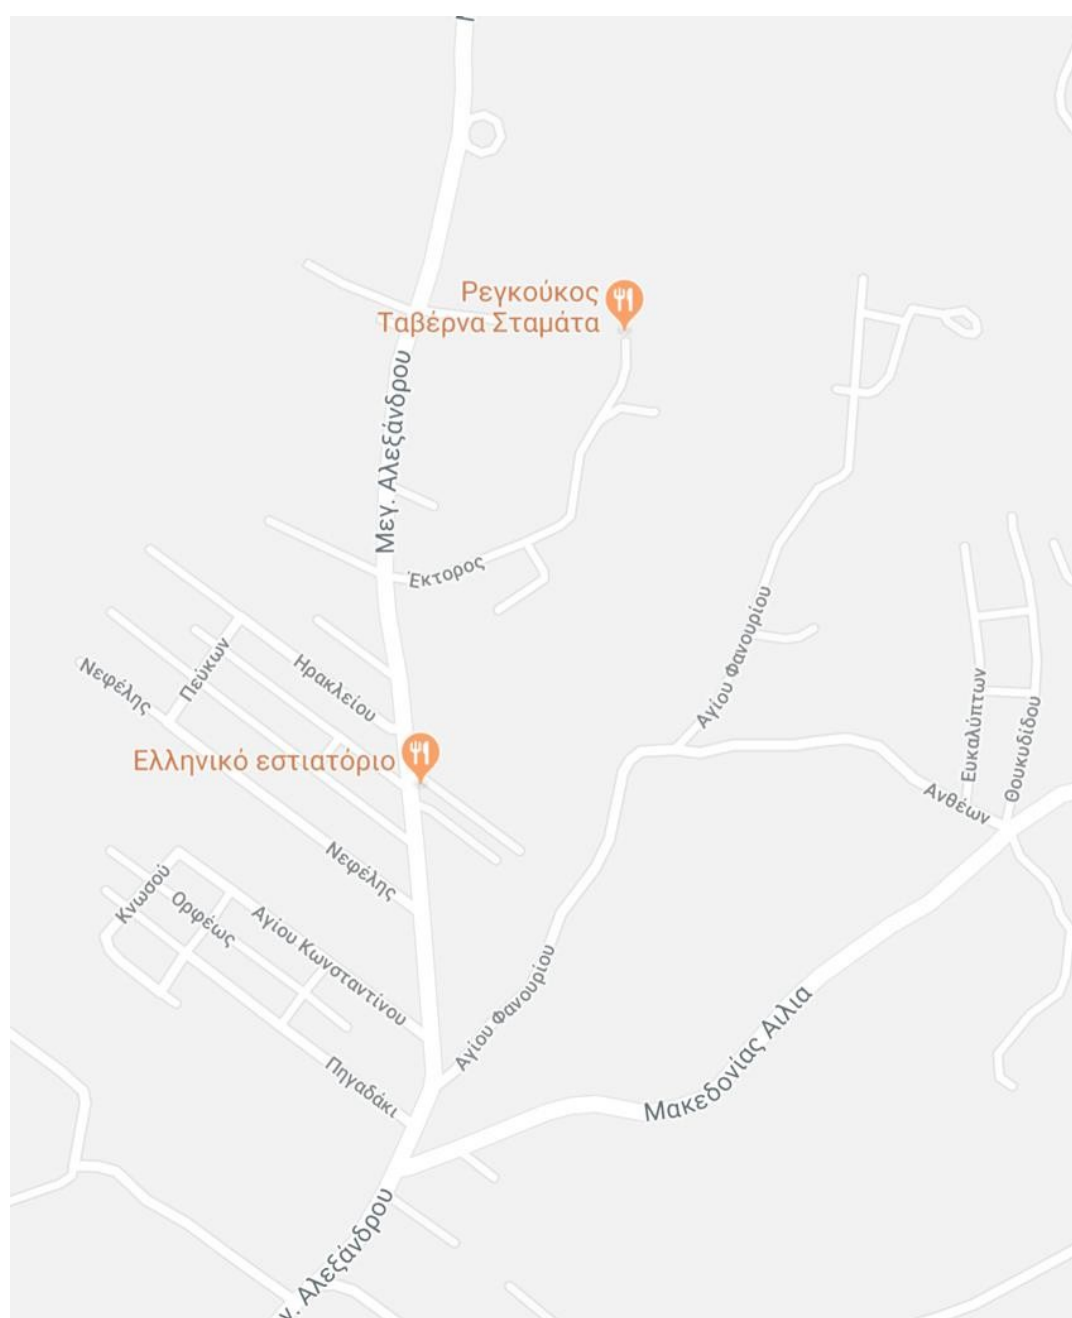 Ρεγκούκος
Ταβέρνα Σταμάτα
Μεγ. Αλεξάνδρου
Έκτορος
Πεύκων
Ηρακλείου
Νεφέλης
Αγίου Φανουρίου
Ευκαλύπτων
Θουκυδίδου
Ελληνικό εστιατόριο
Ανθέων
Νεφέλης
Κνωσού
Ορφέως
Αγίου Κωνσταντίνου
Αγίου Φανουρίου
Πηγαδάκι
Μακεδονίας Αιλια
γ. Αλεξάνδρου